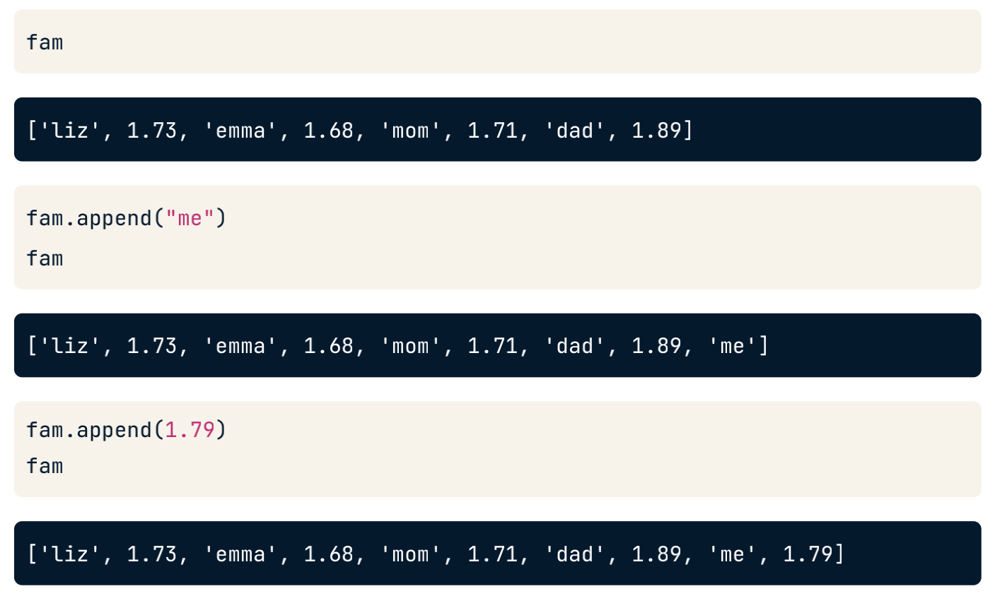 fam
['liz', 1.73, 'emma', 1.68, 'mom', 1.71, 'dad', 1.89]
fam.append("me")
fam
['liz', 1.73, 'emma', 1.68, 'mom', 1.71, 'dad', 1.89, 'me']
fam.append(1.79)
fam
['liz', 1.73, 'emma', 1.68, 'mom', 1.71, 'dad', 1.89, 'me', 1.79]